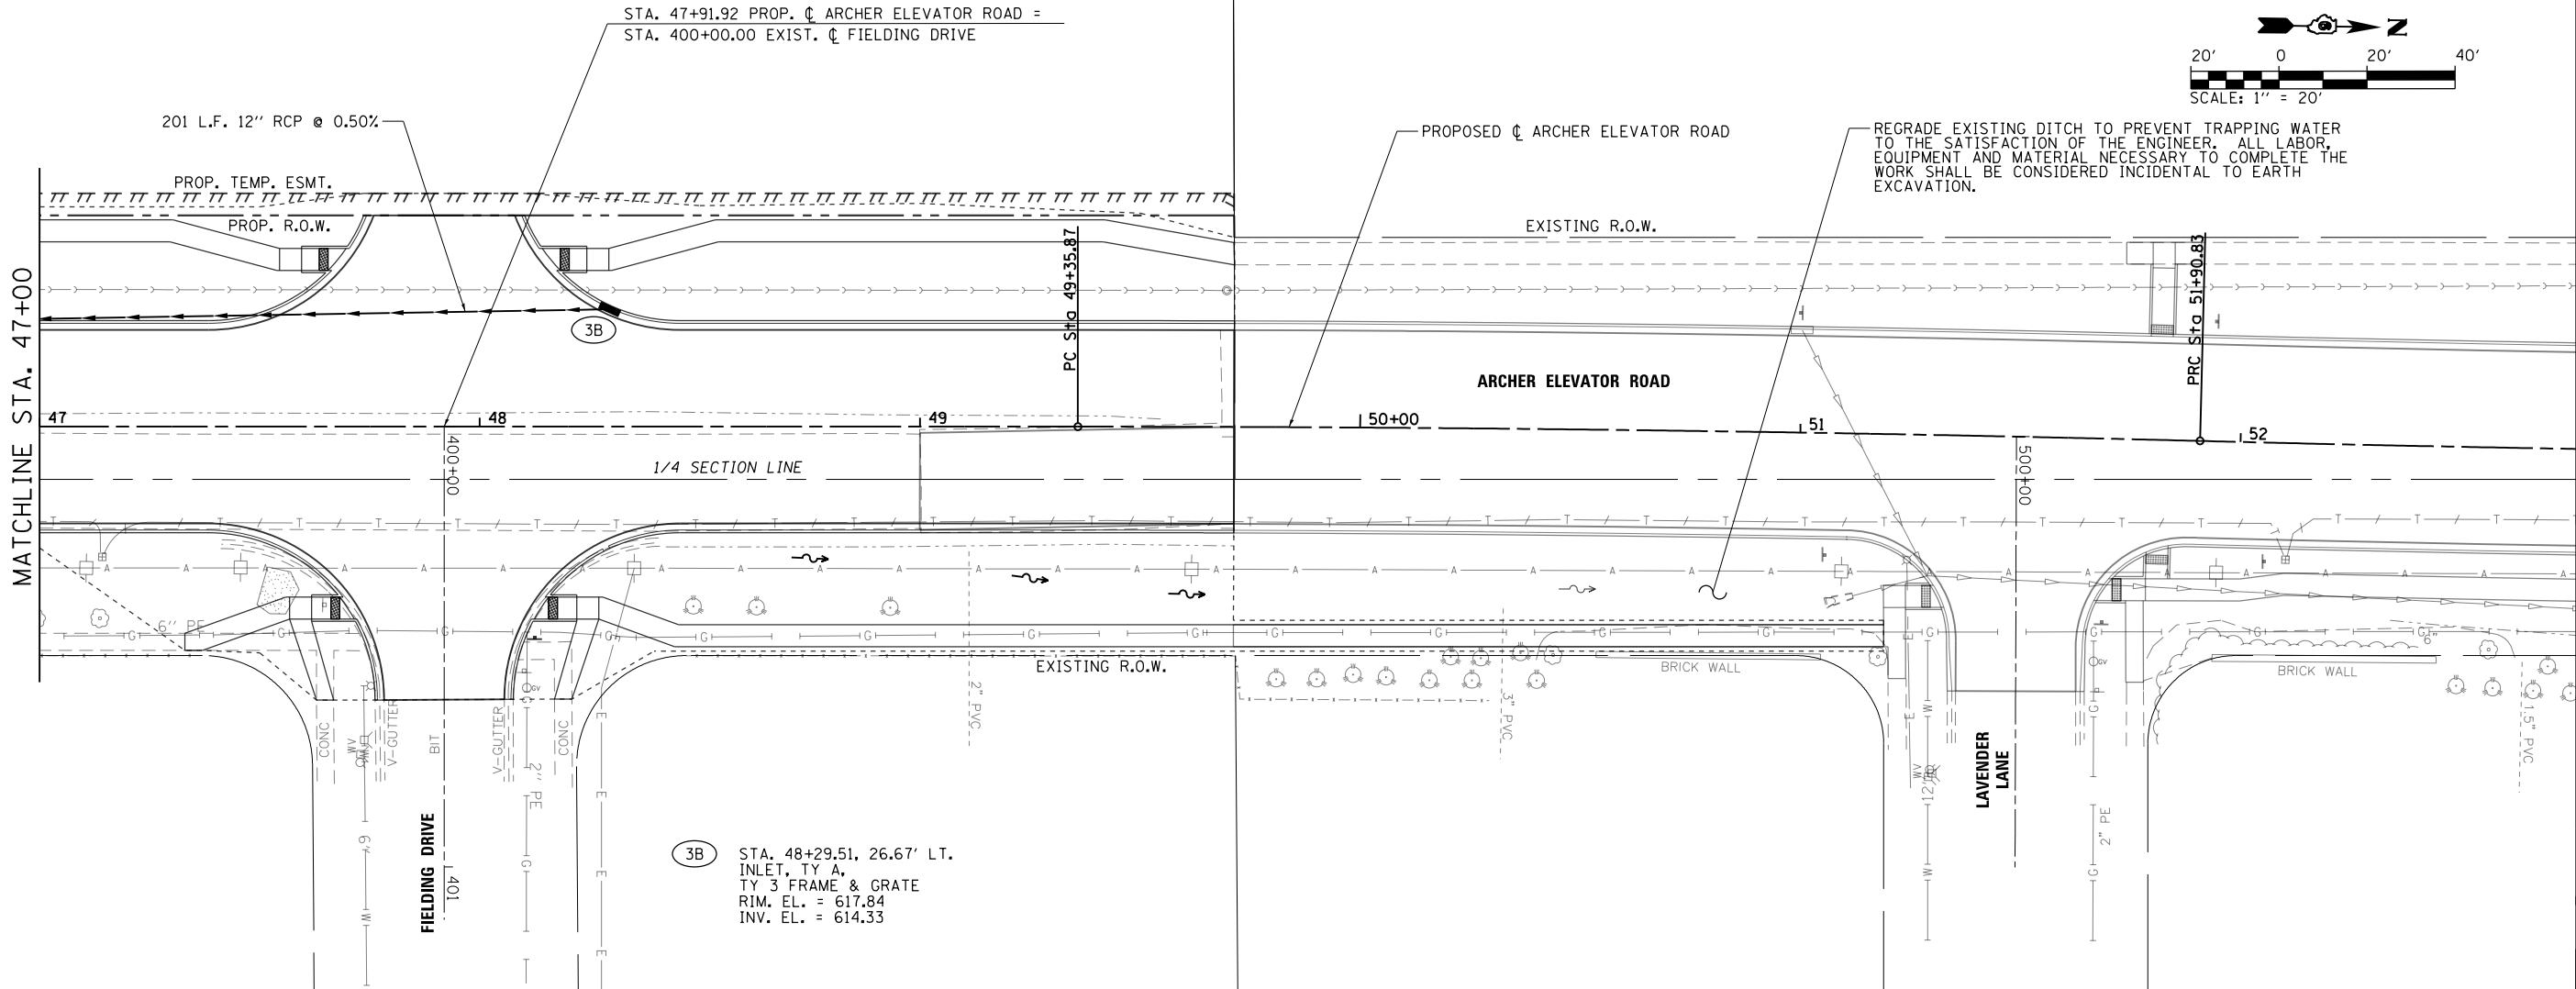 STA. 47+91.92 PROP. ℄ ARCHER ELEVATOR ROAD =
STA. 400+00.00 EXIST. ℄ FIELDING DRIVE
N
20' 0 20' 40'
SCALE: 1'' = 20'
201 L.F. 12'' RCP @ 0.50%
PROPOSED ℄ ARCHER ELEVATOR ROAD
REGRADE EXISTING DITCH TO PREVENT TRAPPING WATER
TO THE SATISFACTION OF THE ENGINEER. ALL LABOR,
EQUIPMENT AND MATERIAL NECESSARY TO COMPLETE THE
WORK SHALL BE CONSIDERED INCIDENTAL TO EARTH
EXCAVATION.
PROP. TEMP. ESMT.
PROP. R.O.W.
EXISTING R.O.W.
MATCHLINE STA. 47+00
3B
PC Sta 49+35.87
PRC Sta 51+90.83
ARCHER ELEVATOR ROAD
47
48
49
50+00
51
52
400+00
500+00
1/4 SECTION LINE
6'' PE
EXISTING R.O.W.
BRICK WALL
BRICK WALL
6"
2" PVC
3" PVC
1.5" PVC
CONC
WV
V-GUTTER
BIT
V-GUTTER
CONC
GV
2'' PE
6''
FIELDING DRIVE
401
WV
12"
GV
LAVENDER
LANE
2" PE
3B
STA. 48+29.51, 26.67' LT.
INLET, TY A,
TY 3 FRAME & GRATE
RIM. EL. = 617.84
INV. EL. = 614.33